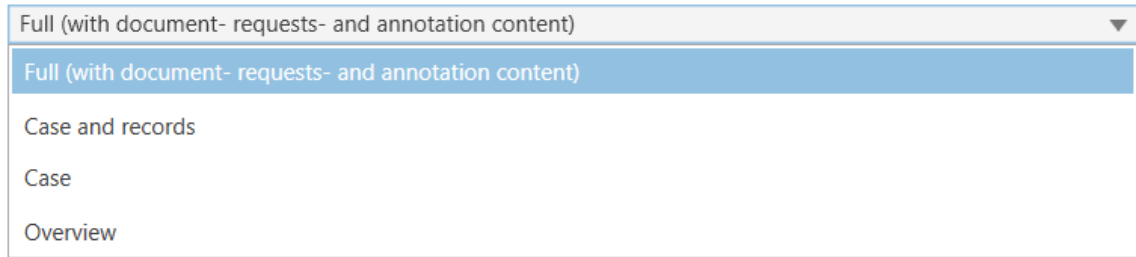 Full (with document- requests- and annotation content)
Full (with document- requests- and annotation content)
Case and records
Case
Overview